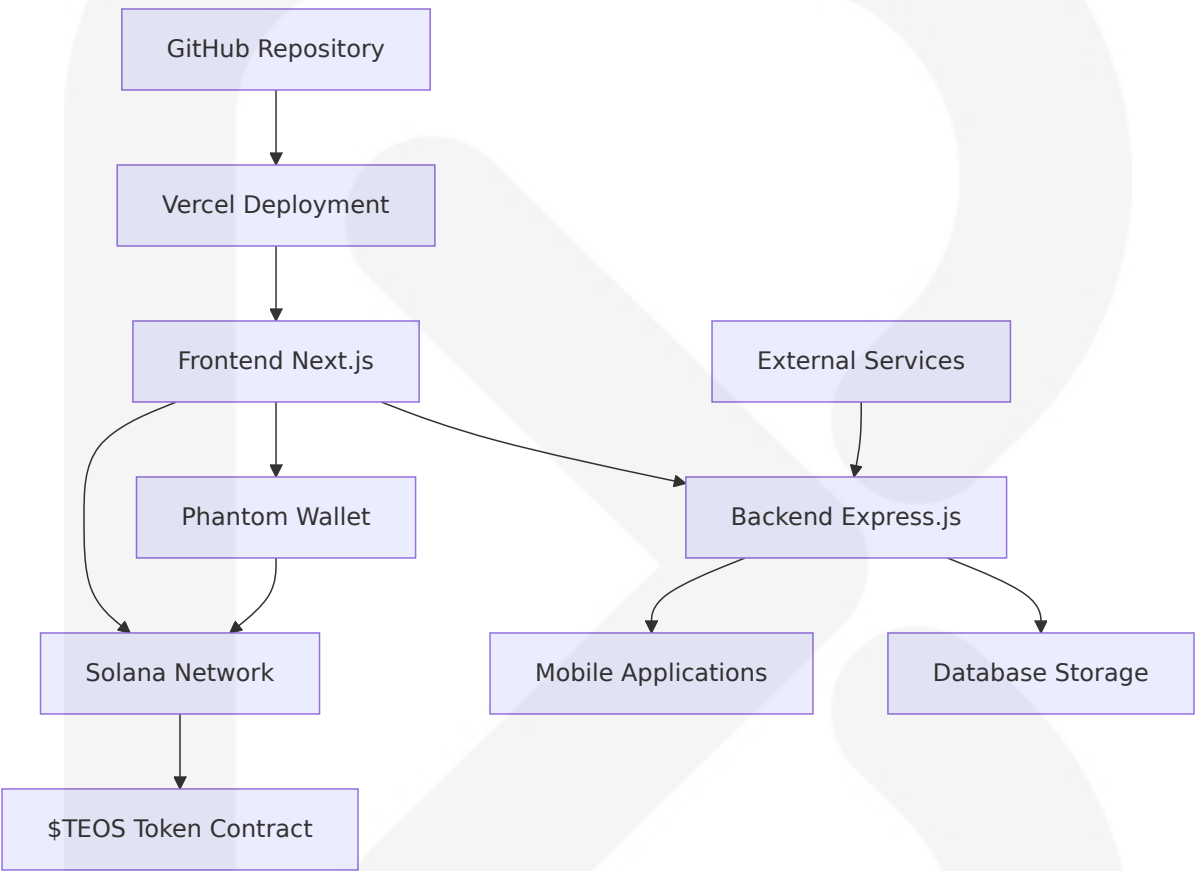 GitHub Repository
Vercel Deployment
Frontend Next.js
External Services
Phantom Wallet
Backend Express.js
Solana Network
Mobile Applications
Database Storage
$TEOS Token Contract